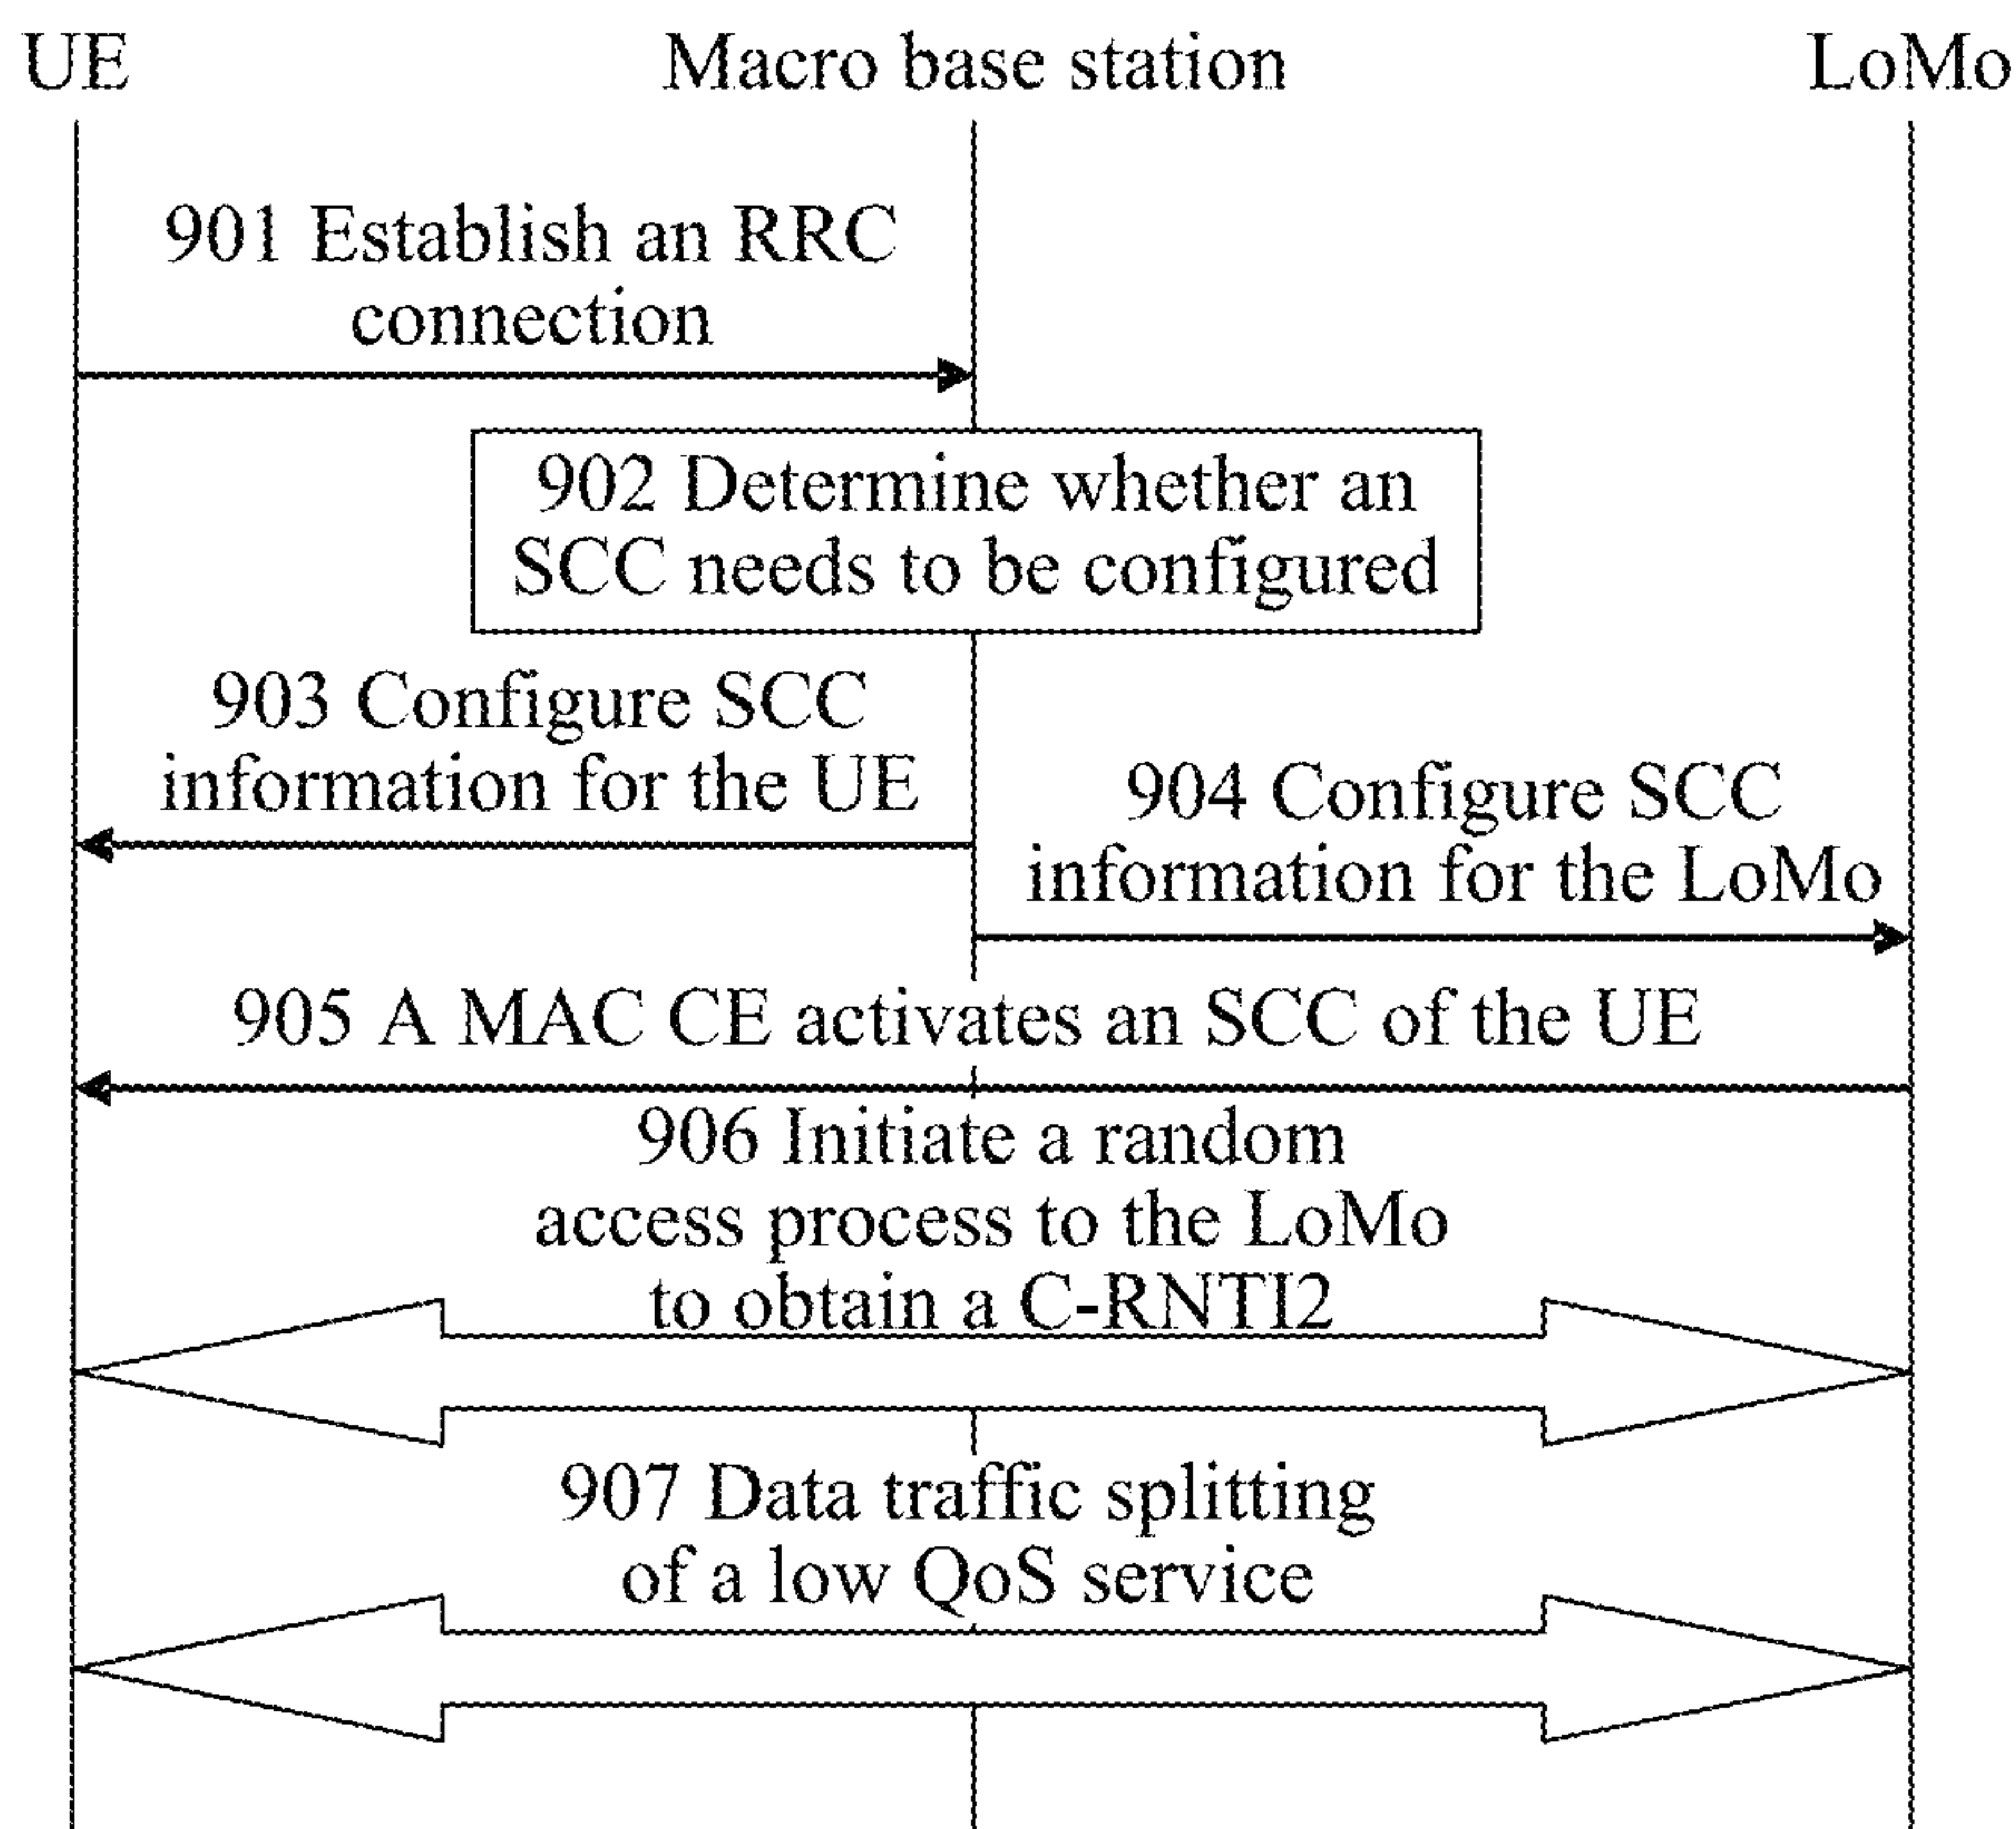 UE
Macro base station
LoMo
901 Establish an RRC
connection
902 Determine whether an
SCC needs to be configured
903 Configure SCC
information for the UE
904 Configure SCC
information for the LoMo
905 A MAC CE activates an SCC of the UE
906 Initiate a random
access process to the LoMo
to obtain a C-RNTI2
907 Data traffic splitting
of a low QoS service